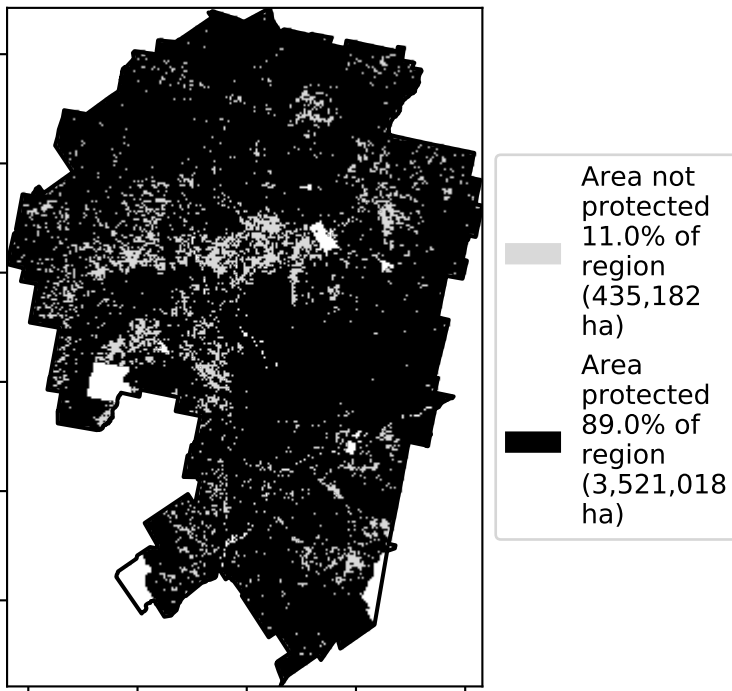 Area not
protected
11.0% of
region
(435,182
ha)
Area
protected
89.0% of
region
(3,521,018
ha)